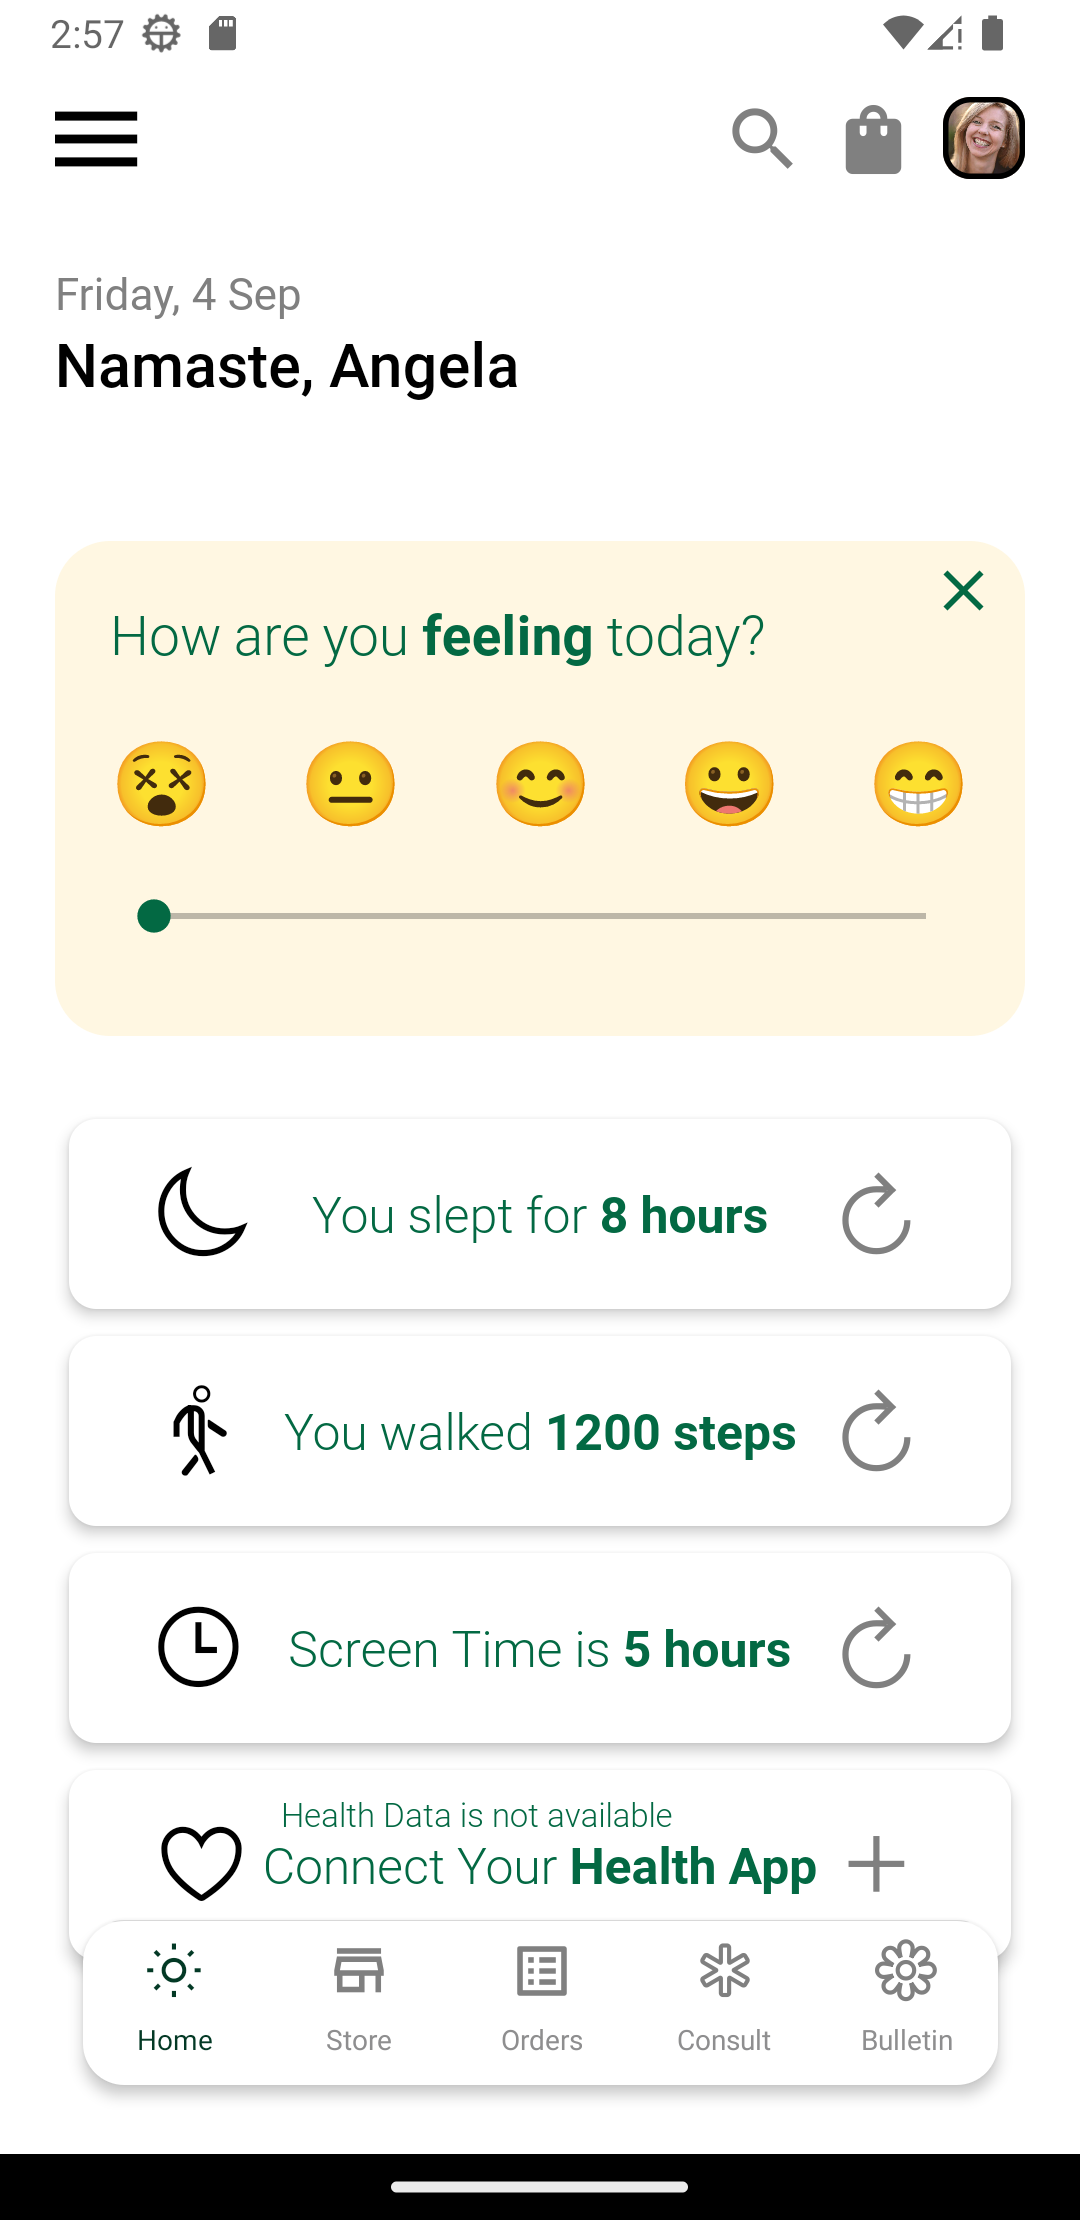 2:57
Friday, 4 Sep
Namaste, Angela
How are you feeling today?
You slept for 8 hours
You walked 1200 steps
Screen Time is 5 hours
Health Data is not available
Connect Your Health App
Home Store Orders Consult Bulletin